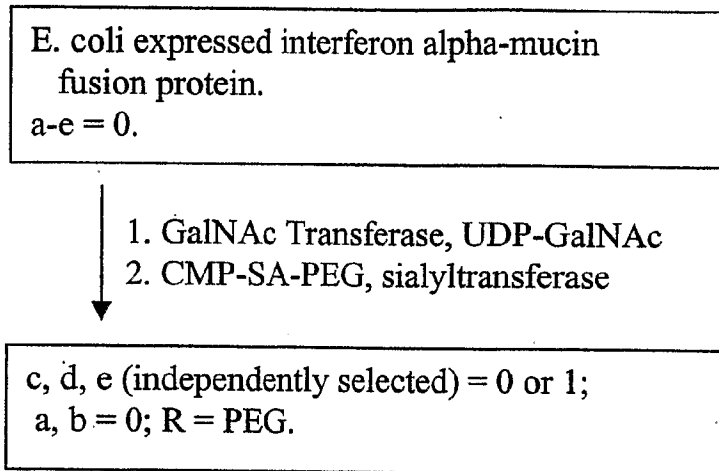 E. coli expressed interferon alpha-mucin
fusion protein.
a-e = 0.
1. GalNAc Transferase, UDP-GalNAc
2. CMP-SA-PEG, sialyltransferase
c, d, e (independently selected) = 0 or 1;
a, b = 0; R = PEG.